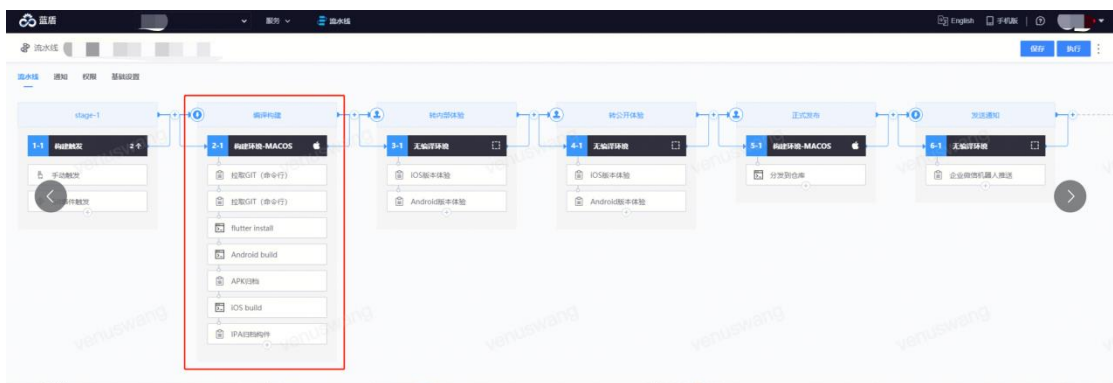 蓝盾
服务
流水线
English
手机版
流水线
保存
执行
流水线 通知 权限 基础设置
stage-1
1-1 构建触发 2个
手动触发
事件触发
编译构建
2-1 构建环境-MACOS
拉取GIT（命令行）
拉取GIT（命令行）
flutter install
Android build
APK归档
iOS build
IPA归档构件
转内部体验
3-1 无编译环境
IOS版本体验
Android版本体验
转公开体验
4-1 无编译环境
IOS版本体验
Android版本体验
正式发布
5-1 构建环境-MACOS
分发到仓库
发送通知
6-1 无编译环境
企业微信机器人推送
venuswang
venuswang
venuswang
venuswang